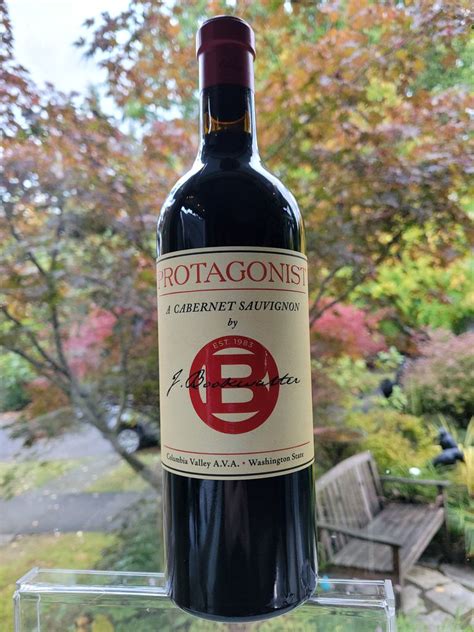 PROTAGONIST
A CABERNET SAUVIGNON
by
EST. 1983
B
J. Bookwalter
Columbia Valley A.V.A. • Washington State